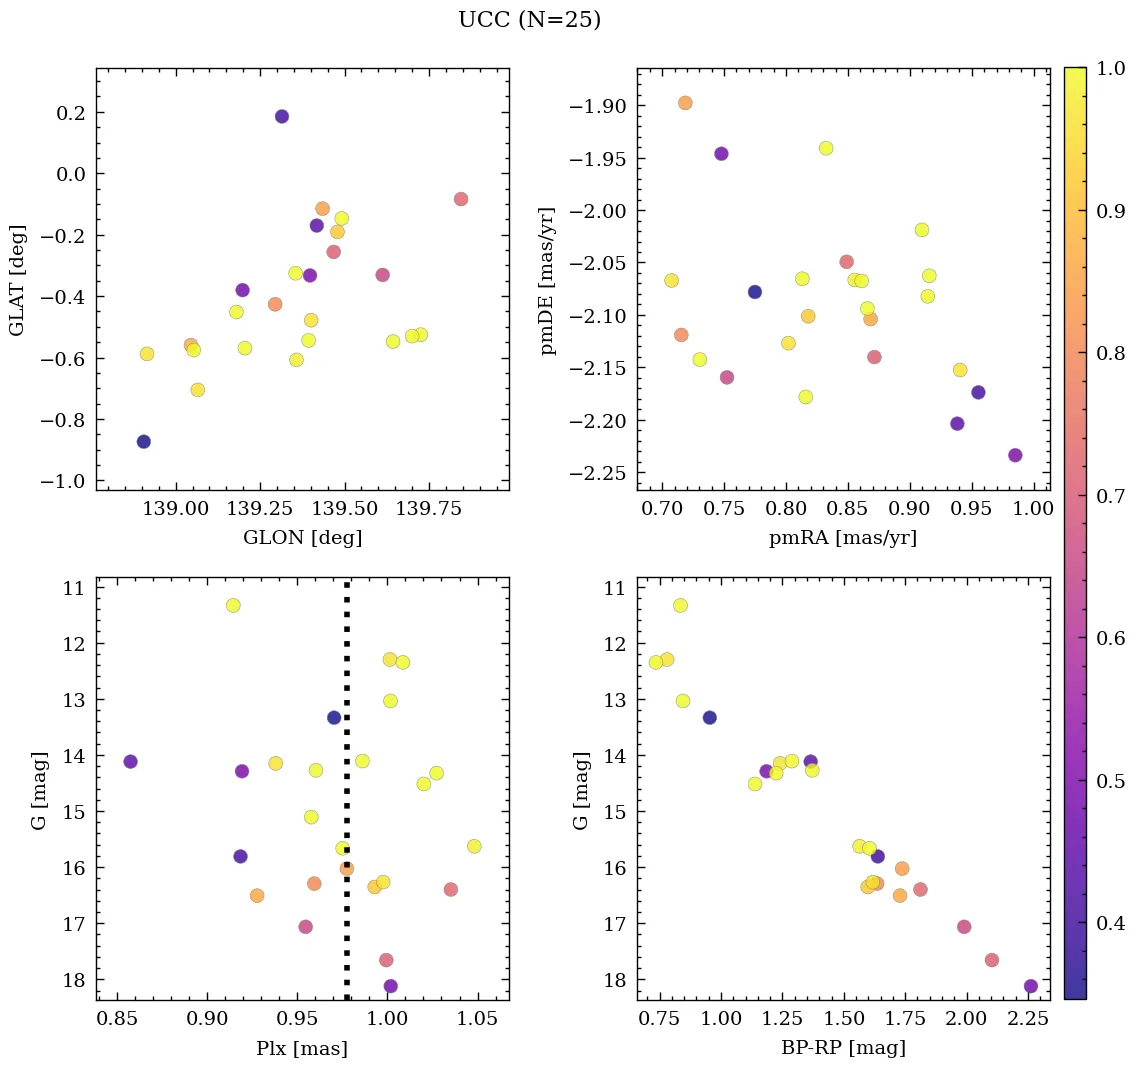 UCC (N=25)
0.2
0.0
−0.2
−0.4
−0.6
−0.8
−1.0
GLAT [deg]
139.00 139.25 139.50 139.75
GLON [deg]
−1.90
−1.95
−2.00
−2.05
−2.10
−2.15
−2.20
−2.25
pmDE [mas/yr]
0.70 0.75 0.80 0.85 0.90 0.95 1.00
pmRA [mas/yr]
11
12
13
14
15
16
17
18
G [mag]
0.85 0.90 0.95 1.00 1.05
Plx [mas]
11
12
13
14
15
16
17
18
G [mag]
0.75 1.00 1.25 1.50 1.75 2.00 2.25
BP-RP [mag]
1.0
0.9
0.8
0.7
0.6
0.5
0.4